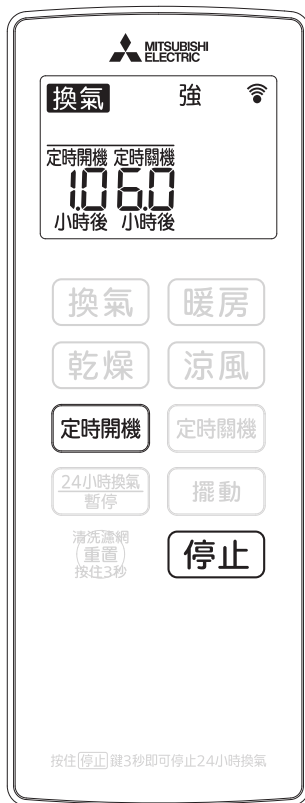 MITSUBISHI
ELECTRIC
換氣 強
定時開機 定時關機
1.0 6.0
小時後 小時後
換氣 暖房
乾燥 涼風
定時開機 定時關機
24小時換氣 擺動
暫停
清洗濾網 停止
重置
按住3秒
按住停止鍵3秒即可停止24小時換氣